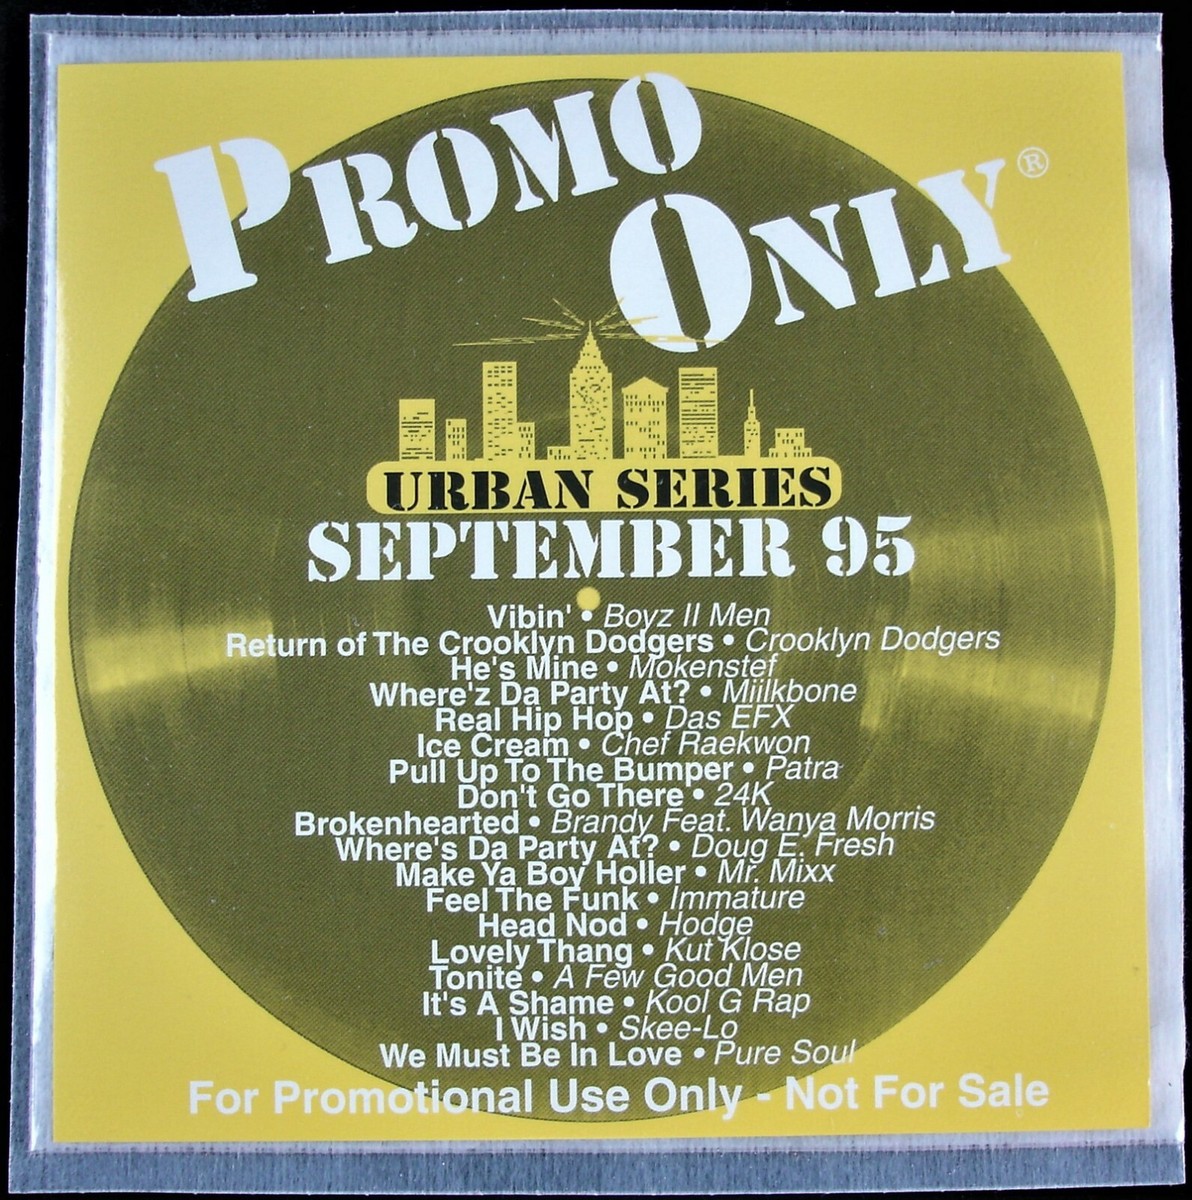 PROMO
ONLY®
URBAN SERIES
SEPTEMBER 95
Vibin' • Boyz II Men
Return of The Crooklyn Dodgers • Crooklyn Dodgers
He's Mine • Mokenstef
Where'z Da Party At? • Miilkbone
Real Hip Hop • Das EFX
Ice Cream • Chef Raekwon
Pull Up To The Bumper • Patra
Don't Go There • 24K
Brokenhearted • Brandy Feat. Wanya Morris
Where's Da Party At? • Doug E. Fresh
Make Ya Boy Holler • Mr. Mixx
Feel The Funk • Immature
Head Nod • Hodge
Lovely Thang • Kut Klose
Tonite • A Few Good Men
It's A Shame • Kool G Rap
I Wish • Skee-Lo
We Must Be In Love • Pure Soul
For Promotional Use Only - Not For Sale